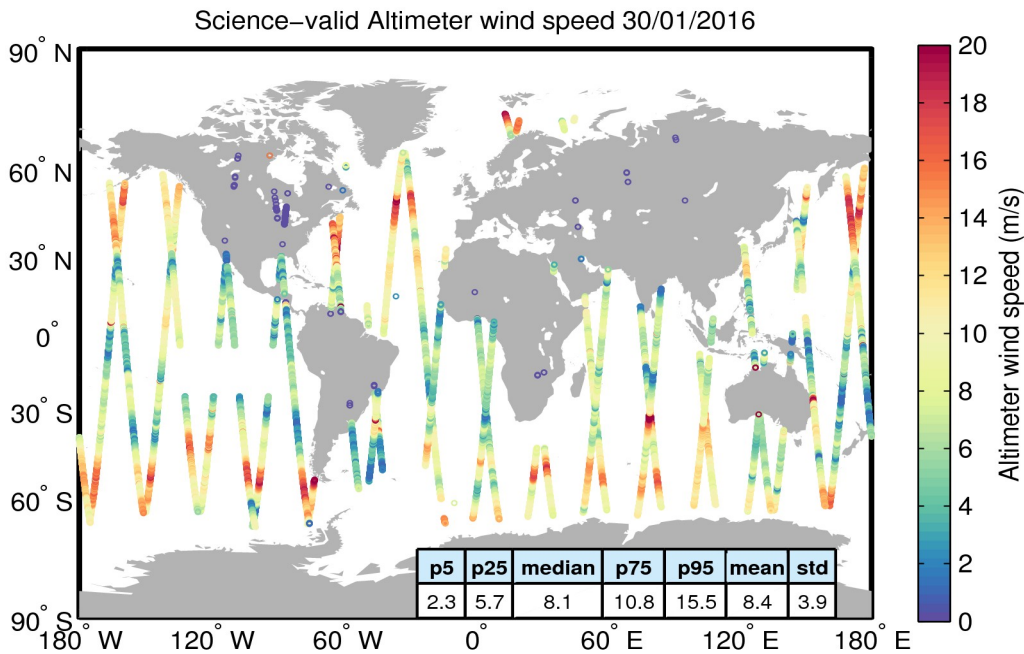 Science−valid Altimeter wind speed 30/01/2016
90° N
60° N
30° N
0°
30° S
60° S
90° S
180° W
120° W
60° W
0°
60° E
120° E
180° E
p5 p25 median p75 p95 mean std
2.3 5.7 8.1 10.8 15.5 8.4 3.9
20
18
16
14
12
10
8
6
4
2
0
Altimeter wind speed (m/s)